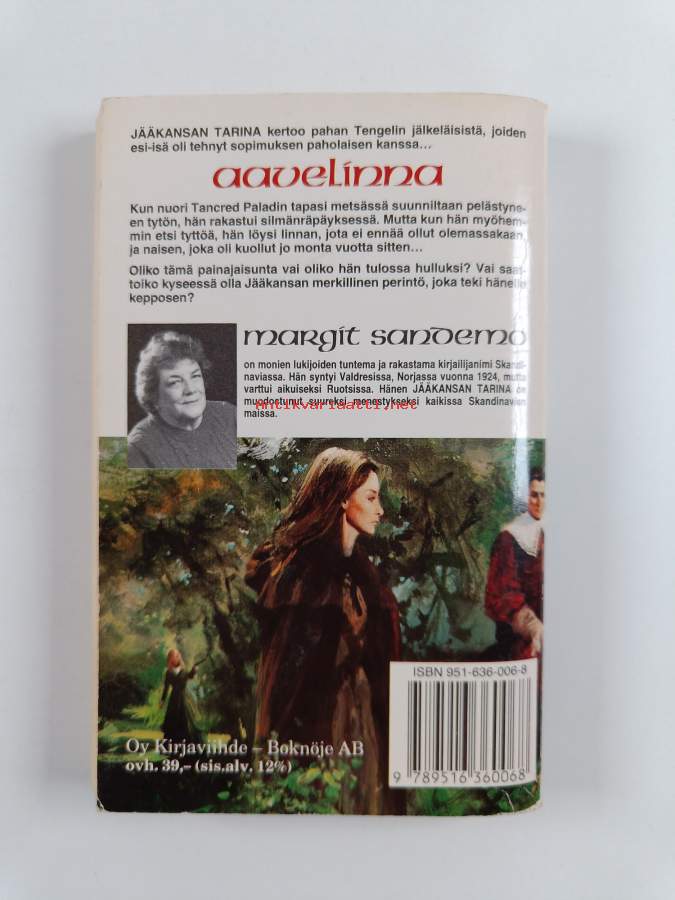 JÄÄKANSAN TARINA kertoo pahan Tengelin jälkeläisistä, joiden
esi-isä oli tehnyt sopimuksen paholaisen kanssa...
aavelinna
Kun nuori Tancred Paladin tapasi metsässä suunniltaan pelästyne-
en tytön, hän rakastui silmänräpäyksessä. Mutta kun hän myöhem-
min etsi tyttöä, hän löysi linnan, jota ei ennää ollut olemassakaan,
ja naisen, joka oli kuollut jo monta vuotta sitten...
Oliko tämä painajaisunta vai oliko hän tulossa hulluksi? Vai saat-
toiko kyseessä olla Jääkansan merkillinen perintö, joka teki hänelle
kepposen?
margit sandemo
on monien lukijoiden tuntema ja rakastama kirjailijanimi Skandi-
naviassa. Hän syntyi Valdresissa, Norjassa vuonna 1924, mutta
varttui aikuiseksi Ruotsissa. Hänen JÄÄKANSAN TARINA on
muodostunut suureksi menestykseksi kaikissa Skandinavian
maissa.
Antikvariaatti.net
ISBN 951-636-006-8
Oy Kirjaviihde – Boknöje AB
ovh. 39,– (sis.alv. 12%)
9 789516 360068